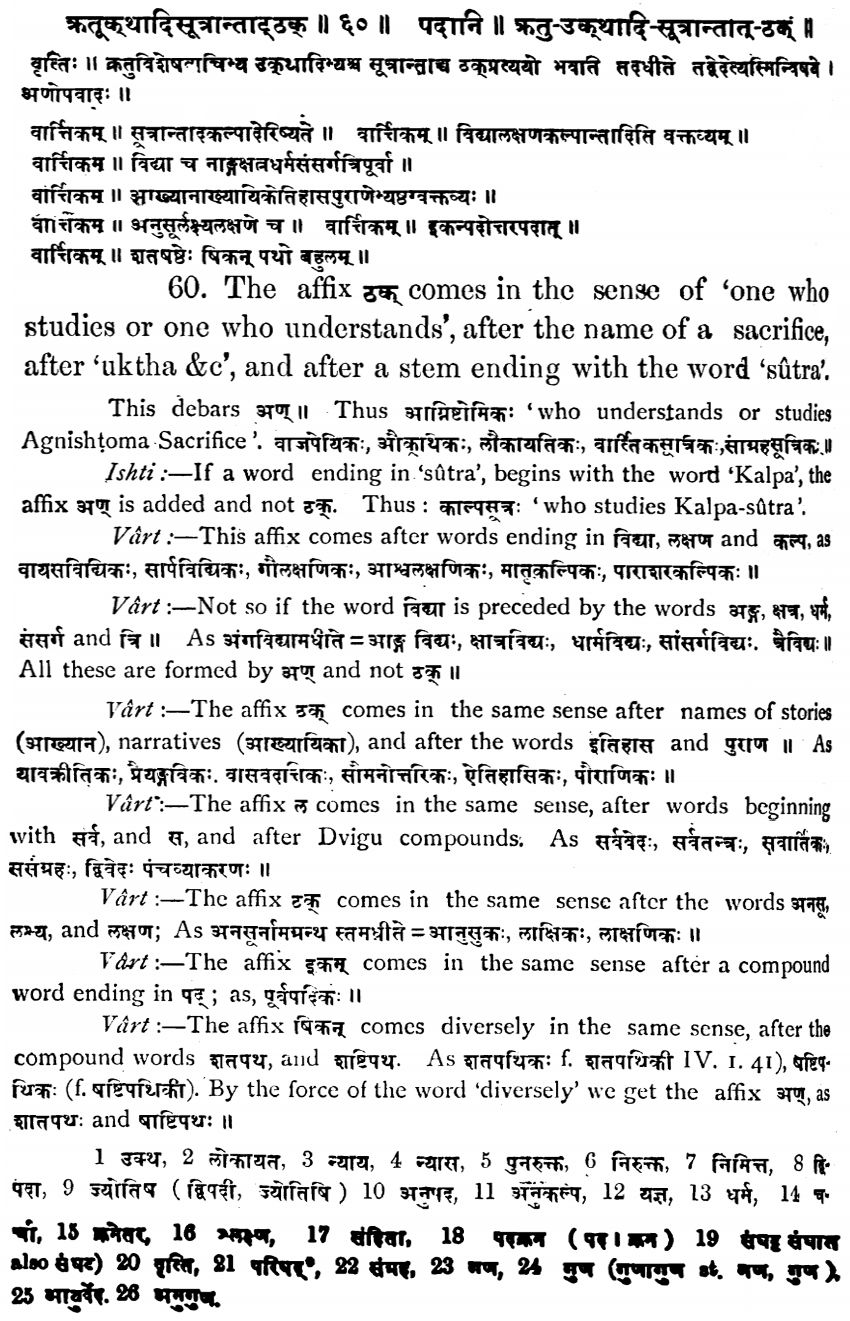 ऋतूक्थादिसूत्रान्ताट्ठक् ॥ ६० ॥ पदानि ॥ ऋतु-उक्थादि-सूत्रान्तात्-ठक् ॥
वृत्तिः ॥ क्रतुविशेषवाचिभ्य उक्थादिभ्यश्च सूत्रान्ताच्च ठक्प्रत्ययो भवति तदधीते तद्वेदेत्यस्मिन्विषये ।
अणोपवादः ॥
वार्त्तिकम् ॥ सूत्रान्तादकल्पादेरिष्यते ॥ वार्त्तिकम् ॥ विद्यालक्षणकल्पान्तादिति वक्तव्यम् ॥
वार्त्तिकम ॥ विद्या च नाङ्गक्षत्रधर्मसंसर्गत्रिपूर्वा ॥
वार्त्तिकम् ॥ आख्यानाख्यायिकेतिहासपुराणेभ्यष्ठग्वक्तव्यः ॥
वार्त्तिकम ॥ अनुसूर्लक्ष्यलक्षणे च ॥ वार्त्तिकम् ॥ इकन्पदोत्तरपदात् ॥
वार्त्तिकम् ॥ शतषष्ठेः षिकन् पथो बहुलम् ॥
60. The affix ठक् comes in the sense of 'one who
studies or one who understands', after the name of a sacrifice,
after 'uktha &c', and after a stem ending with the word 'sûtra'.
This debars अण् ॥ Thus आग्निष्टोमिकः 'who understands or studies
Agnishṭoma Sacrifice'. वाजपेयिकः, औक्थिकः, लौकायतिकः, वार्त्तिकसूत्रिकः, सांग्रहसूत्रिकः ॥
Ishti :—If a word ending in 'sûtra', begins with the word 'Kalpa', the
affix अण् is added and not ठक्. Thus : काल्पसूत्रः 'who studies Kalpa-sûtra'.
Vârt :—This affix comes after words ending in विद्या, लक्षण and कल्प, as
वायसविद्यिकः, सार्पविद्यिकः, गौलक्षणिकः, आश्वलक्षणिकः, मातृकल्पिकः, पाराशरकल्पिकः ॥
Vârt :—Not so if the word विद्या is preceded by the words अङ्ग, क्षत्र, धर्म,
संसर्ग and त्रि ॥ As अंगविद्यामधीते = आङ्ग विद्यः, क्षात्रविद्यः, धार्मविद्यः, सांसर्गविद्यः. त्रैविद्यः ॥
All these are formed by अण् and not ठक् ॥
Vârt :—The affix ठक् comes in the same sense after names of stories
(आख्यान), narratives (आख्यायिका), and after the words इतिहास and पुराण ॥ As
यावक्रीतिकः, प्रैयङ्गविकः. वासवदत्तिकः, सौमनोत्तरिकः, ऐतिहासिकः, पौराणिकः ॥
Vârt :—The affix ल comes in the same sense, after words beginning
with सर्व, and स, and after Dvigu compounds. As सर्ववेदः, सर्वतन्त्रः, सवार्तिकः,
ससंग्रहः, द्विवेदः पंचव्याकरणः ॥
Vârt :—The affix ठक् comes in the same sense after the words अनसू,
लक्ष्य, and लक्षण; As अनसूर्नामग्रन्थ स्तमधीते = आनुसुकः, लाक्षिकः, लाक्षणिकः ॥
Vârt :—The affix इकम् comes in the same sense after a compound
word ending in पद् ; as, पूर्वपदिकः ॥
Vârt :—The affix षिकन् comes diversely in the same sense, after the
compound words शतपथ, and शष्टिपथ. As शतपथिकः f. शतपथिकी IV. 1. 41), षष्टिप-
थिकः (f. षष्टिपथिकी). By the force of the word 'diversely' we get the affix अण्, as
शातपथः and षाष्टिपथः ॥
1 उक्थ, 2 लोकायत, 3 न्याय, 4 न्यास, 5 पुनरुक्त, 6 निरुक्त, 7 निमित्त, 8 द्वि-
पदा, 9 ज्योतिष (द्विपदी, ज्योतिषि) 10 अनुपद, 11 अनुकल्प, 12 यज्ञ, 13 धर्म, 14 च-
र्चा, 15 क्रमेतर, 16 श्लक्ष्ण, 17 संहिता, 18 पदक्रम (पद । क्रम) 19 संघट्ट संघात
also संघट) 20 वृत्ति, 21 परिषद्°, 22 संग्रह, 23 गण, 24 गुण (गुणागुण st. गण, गुण),
25 आयुर्वेद. 26 अनुगुण.